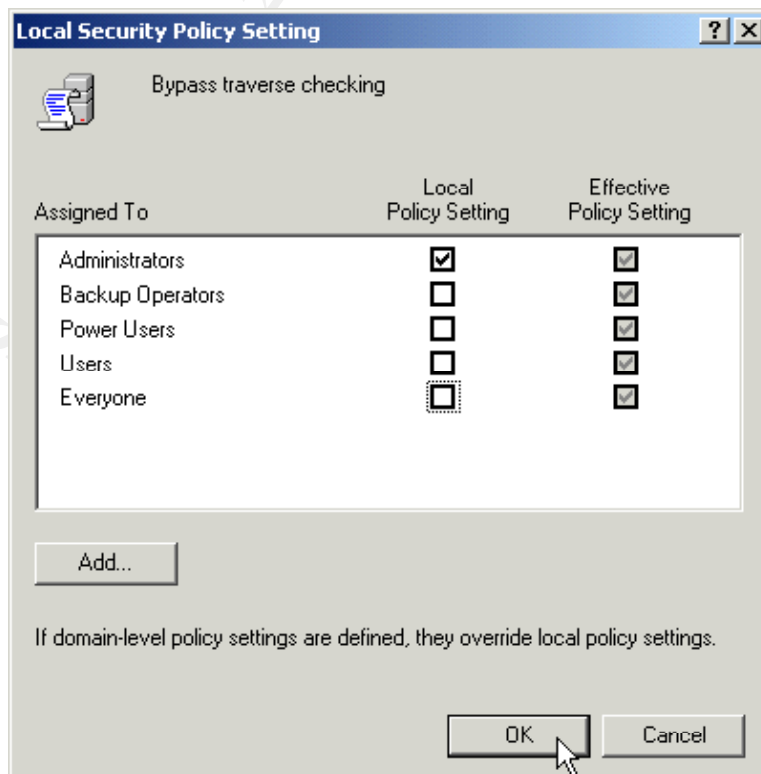 Local Security Policy Setting
Bypass traverse checking
Assigned To
Local
Policy Setting
Effective
Policy Setting
Administrators
Backup Operators
Power Users
Users
Everyone
Add...
If domain-level policy settings are defined, they override local policy settings.
OK
Cancel